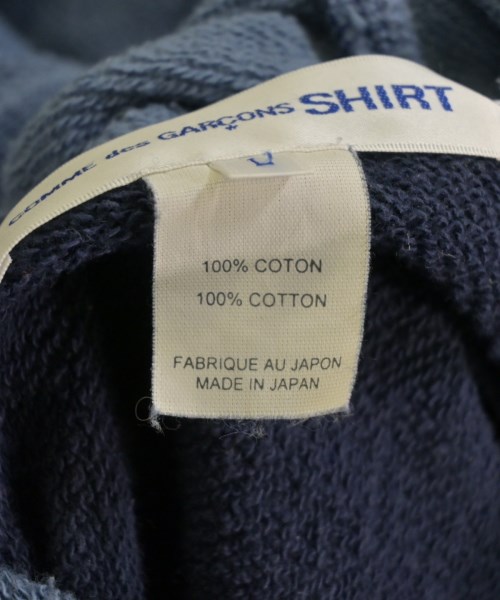 COMME des GARÇONS SHIRT
100% COTON
100% COTTON
FABRIQUE AU JAPON
MADE IN JAPAN